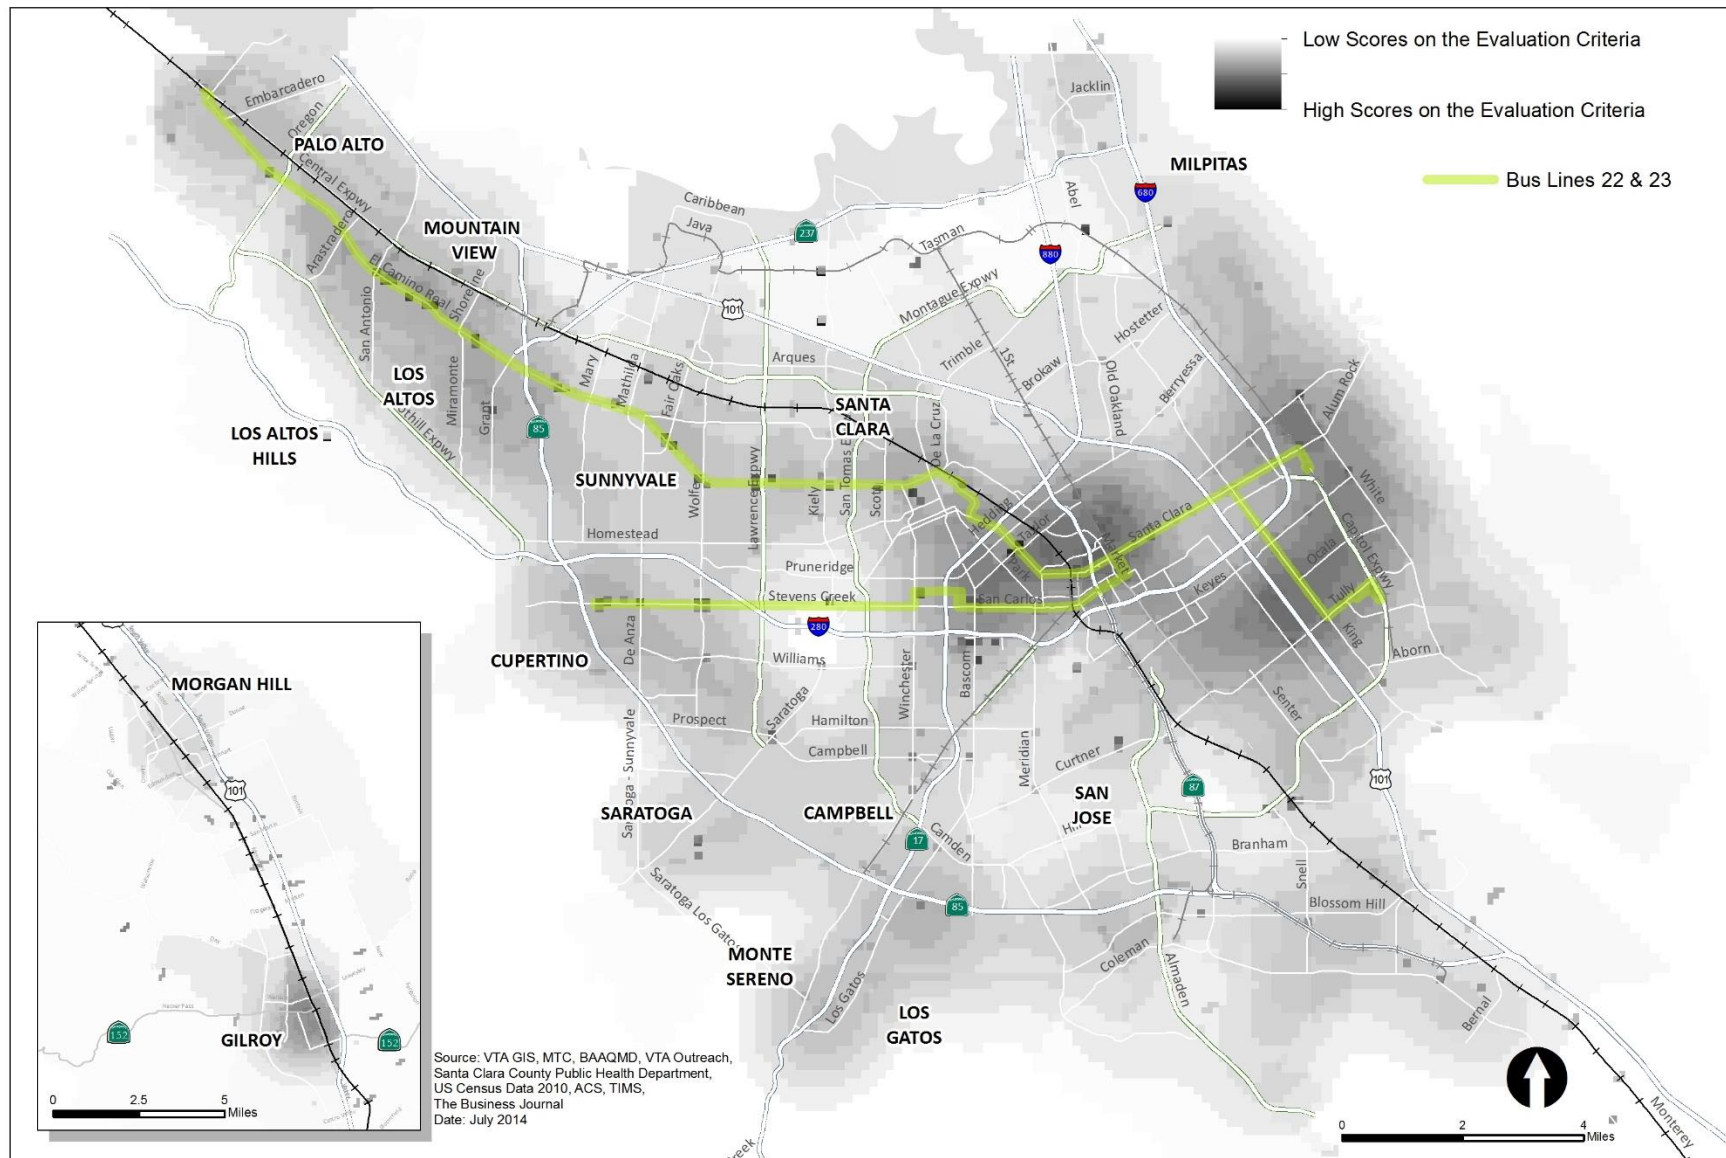 Low Scores on the Evaluation Criteria
High Scores on the Evaluation Criteria
Bus Lines 22 & 23
Embarcadero
Oregon
PALO ALTO
Central Expwy
Arastradero
MOUNTAIN
VIEW
El Camino Real
Shoreline
San Antonio
Miramonte
Grant
LOS
ALTOS
LOS ALTOS
HILLS
Caribbean
Java
237
Tasman
Jacklin
MILPITAS
Abel
680
880
101
Montague Expwy
Hostetter
Trimble
1St
Brokaw
Old Oakland
Berryessa
Alum Rock
Arques
Mary
Mathilda
Fair Oaks
SANTA
CLARA
De La Cruz
85
SUNNYVALE
Wolfe
Lawrence Expwy
Kiely
Scott
Homestead
Pruneridge
Stevens Creek
280
Hedding
Taylor
Park
Market
Santa Clara
San Carlos
Keyes
White
Capitol Expwy
Ocala
Tully
King
Aborn
CUPERTINO
De Anza
Williams
Winchester
Bascom
Senter
Prospect
Saratoga
Hamilton
Campbell
Meridian
Curtner
SARATOGA
CAMPBELL
17
Camden
SAN
JOSE
87
101
Branham
Snell
Blossom Hill
85
Saratoga Los Gatos
MONTE
SERENO
Los Gatos
LOS
GATOS
Coleman
Almaden
Bernal
Monterey
MORGAN HILL
101
GILROY
152
152
0 2.5 5
Miles
Source: VTA GIS, MTC, BAAQMD, VTA Outreach,
Santa Clara County Public Health Department,
US Census Data 2010, ACS, TIMS,
The Business Journal
Date: July 2014
0 2 4
Miles